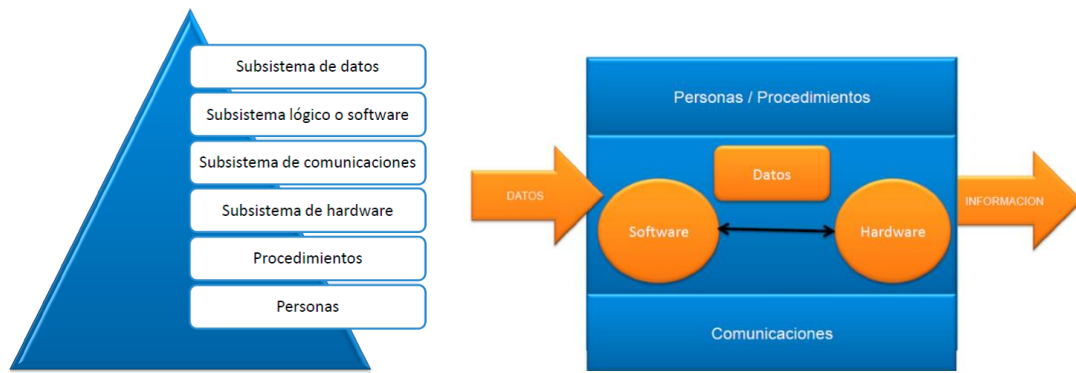 Subsistema de datos
Subsistema lógico o software
Subsistema de comunicaciones
Subsistema de hardware
Procedimientos
Personas
Personas / Procedimientos
DATOS
Datos
Software
Hardware
INFORMACION
Comunicaciones